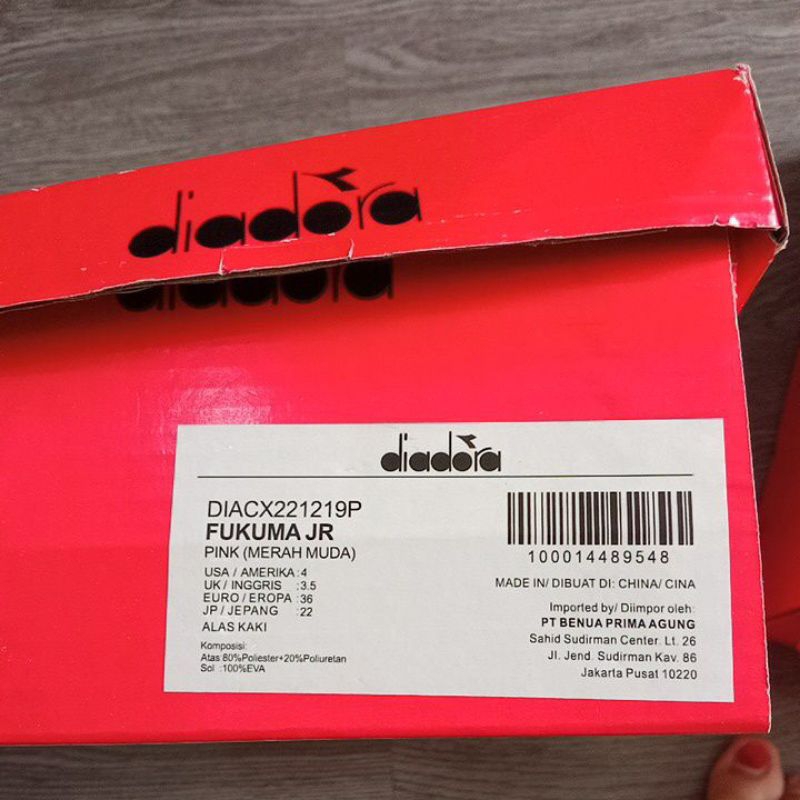 diadora
diadora
diadora
DIACX221219P
FUKUMA JR
PINK (MERAH MUDA)
USA / AMERIKA :4
UK / INGGRIS :3.5
EURO / EROPA :36
JP / JEPANG :22
ALAS KAKI
Komposisi:
Atas 80%Poliester+20%Poliuretan
Sol :100%EVA
100014489548
MADE IN/ DIBUAT DI: CHINA/ CINA
Imported by/ Diimpor oleh:
PT BENUA PRIMA AGUNG
Sahid Sudirman Center. Lt. 26
Jl. Jend. Sudirman Kav. 86
Jakarta Pusat 10220